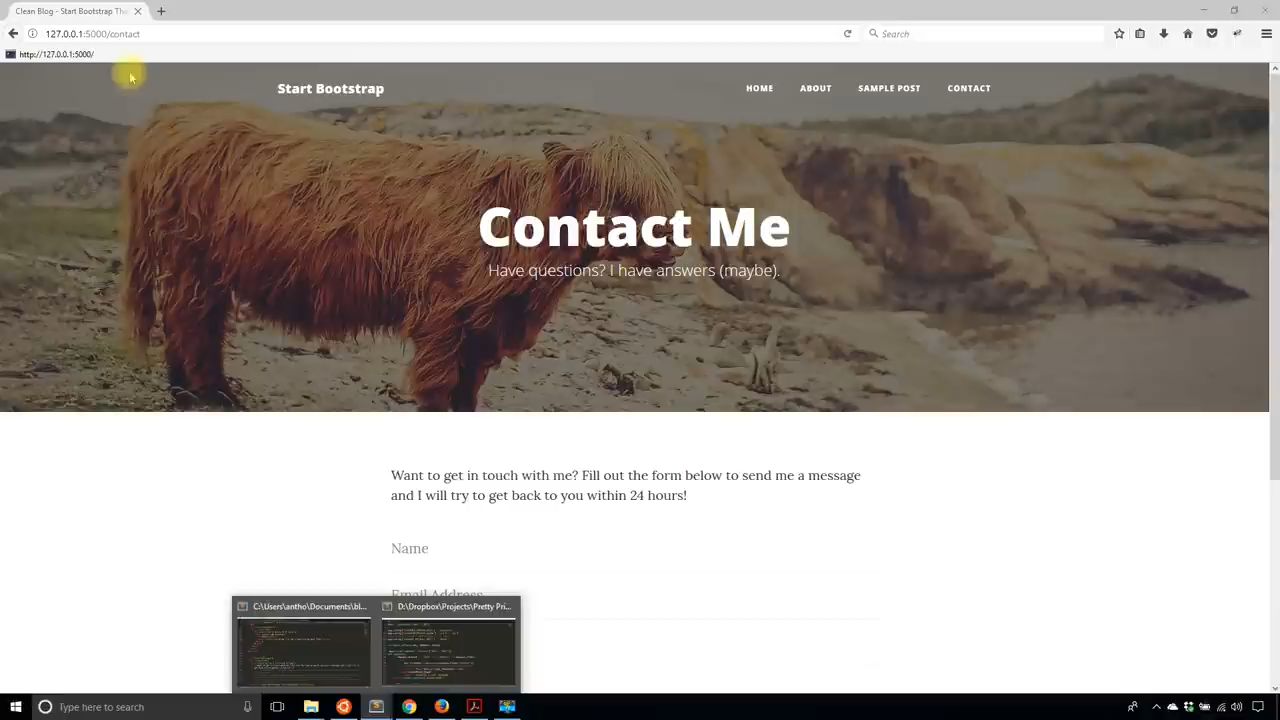 Clean Blog - Start Bootstrap The
127.0.0.1:5000/contact
Search
http://127.0.0.1:5000/
Start Bootstrap
HOME ABOUT SAMPLE POST CONTACT
Contact Me
Have questions? I have answers (maybe).
Want to get in touch with me? Fill out the form below to send me a message
and I will try to get back to you within 24 hours!
Name
Email Address
C:\Users\antho\Documents\bl...
D:\Dropbox\Projects\Pretty Pri...
Type here to search